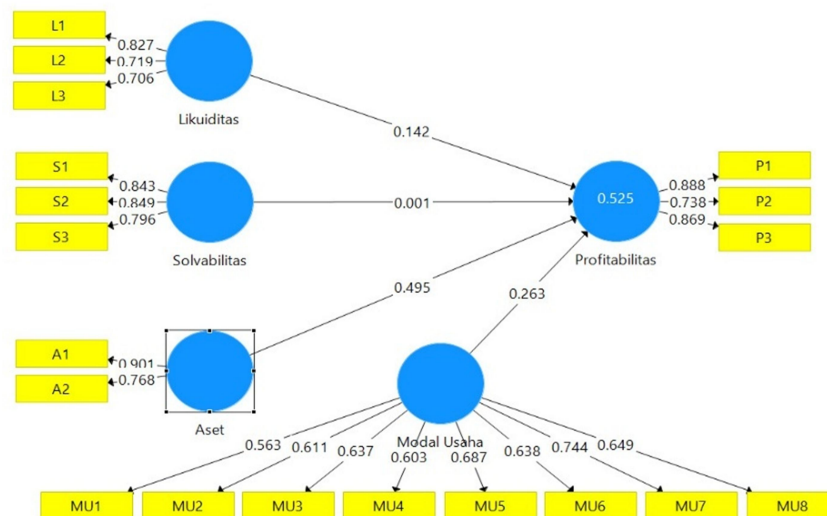 L1
0.827
L2
0.719
L3
0.706
Likuiditas
0.142
S1
0.843
S2
0.849
S3
0.796
Solvabilitas
0.001
0.525
Profitabilitas
0.888
P1
0.738
P2
0.869
P3
0.495
0.263
A1
0.901
A2
0.768
Aset
Modal Usaha
0.563
0.611
0.637
0.603
0.687
0.638
0.744
0.649
MU1
MU2
MU3
MU4
MU5
MU6
MU7
MU8